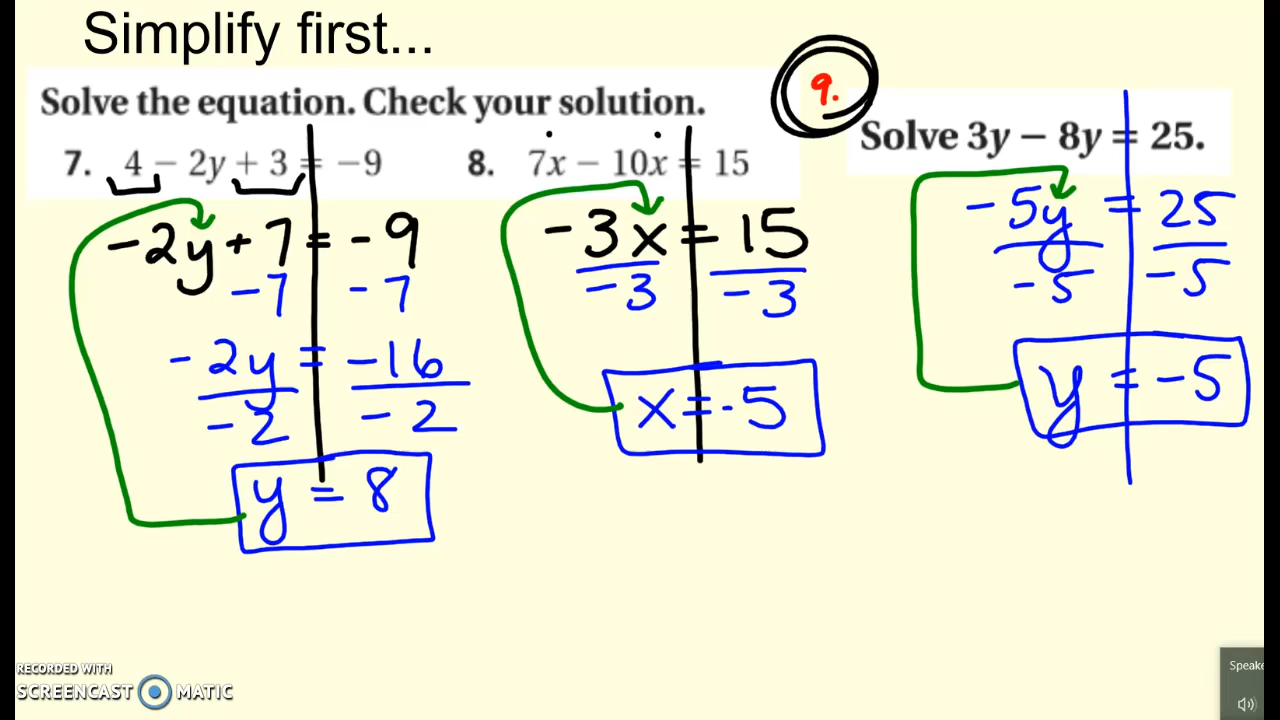 Simplify first...
Solve the equation. Check your solution.
7. 4 − 2y + 3 = −9
-2y + 7 = -9
-7 -7
-2y = -16
-2 -2
y = 8
8. 7x − 10x = 15
-3x = 15
-3 -3
x = -5
9.
Solve 3y − 8y = 25.
-5y = 25
-5 -5
y = -5
RECORDED WITH
SCREENCAST MATIC
Speake